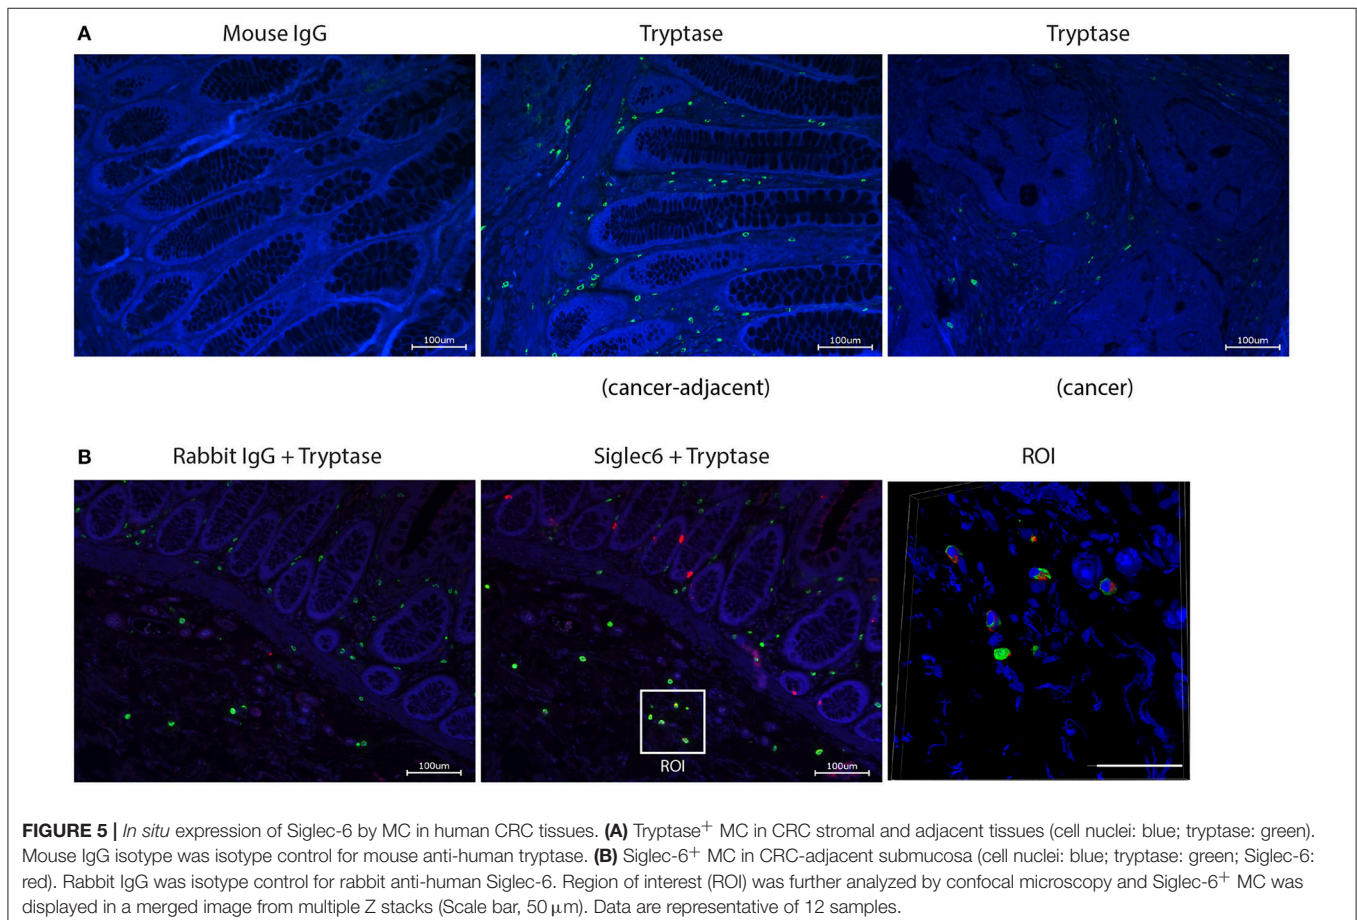 A
Mouse IgG
Tryptase
Tryptase
100um
100um
100um
(cancer-adjacent)
(cancer)
B
Rabbit IgG + Tryptase
Siglec6 + Tryptase
ROI
ROI
100um
100um
FIGURE 5 | In situ expression of Siglec-6 by MC in human CRC tissues. (A) Tryptase+ MC in CRC stromal and adjacent tissues (cell nuclei: blue; tryptase: green).
Mouse IgG isotype was isotype control for mouse anti-human tryptase. (B) Siglec-6+ MC in CRC-adjacent submucosa (cell nuclei: blue; tryptase: green; Siglec-6:
red). Rabbit IgG was isotype control for rabbit anti-human Siglec-6. Region of interest (ROI) was further analyzed by confocal microscopy and Siglec-6+ MC was
displayed in a merged image from multiple Z stacks (Scale bar, 50 μm). Data are representative of 12 samples.